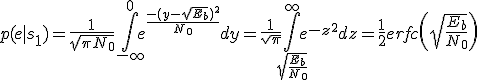 p(e|s_1) = \frac{1}{\sqrt{\pi N_0}} \int_{-\infty}^{0} e^{\frac{-(y-\sqrt{E_b})^2}{N_0}} dy = \frac{1}{\sqrt{\pi}} \int_{\sqrt{\frac{E_b}{N_0}}}^{\infty} e^{-z^2} dz = \frac{1}{2} erfc\left(\sqrt{\frac{E_b}{N_0}}\right)